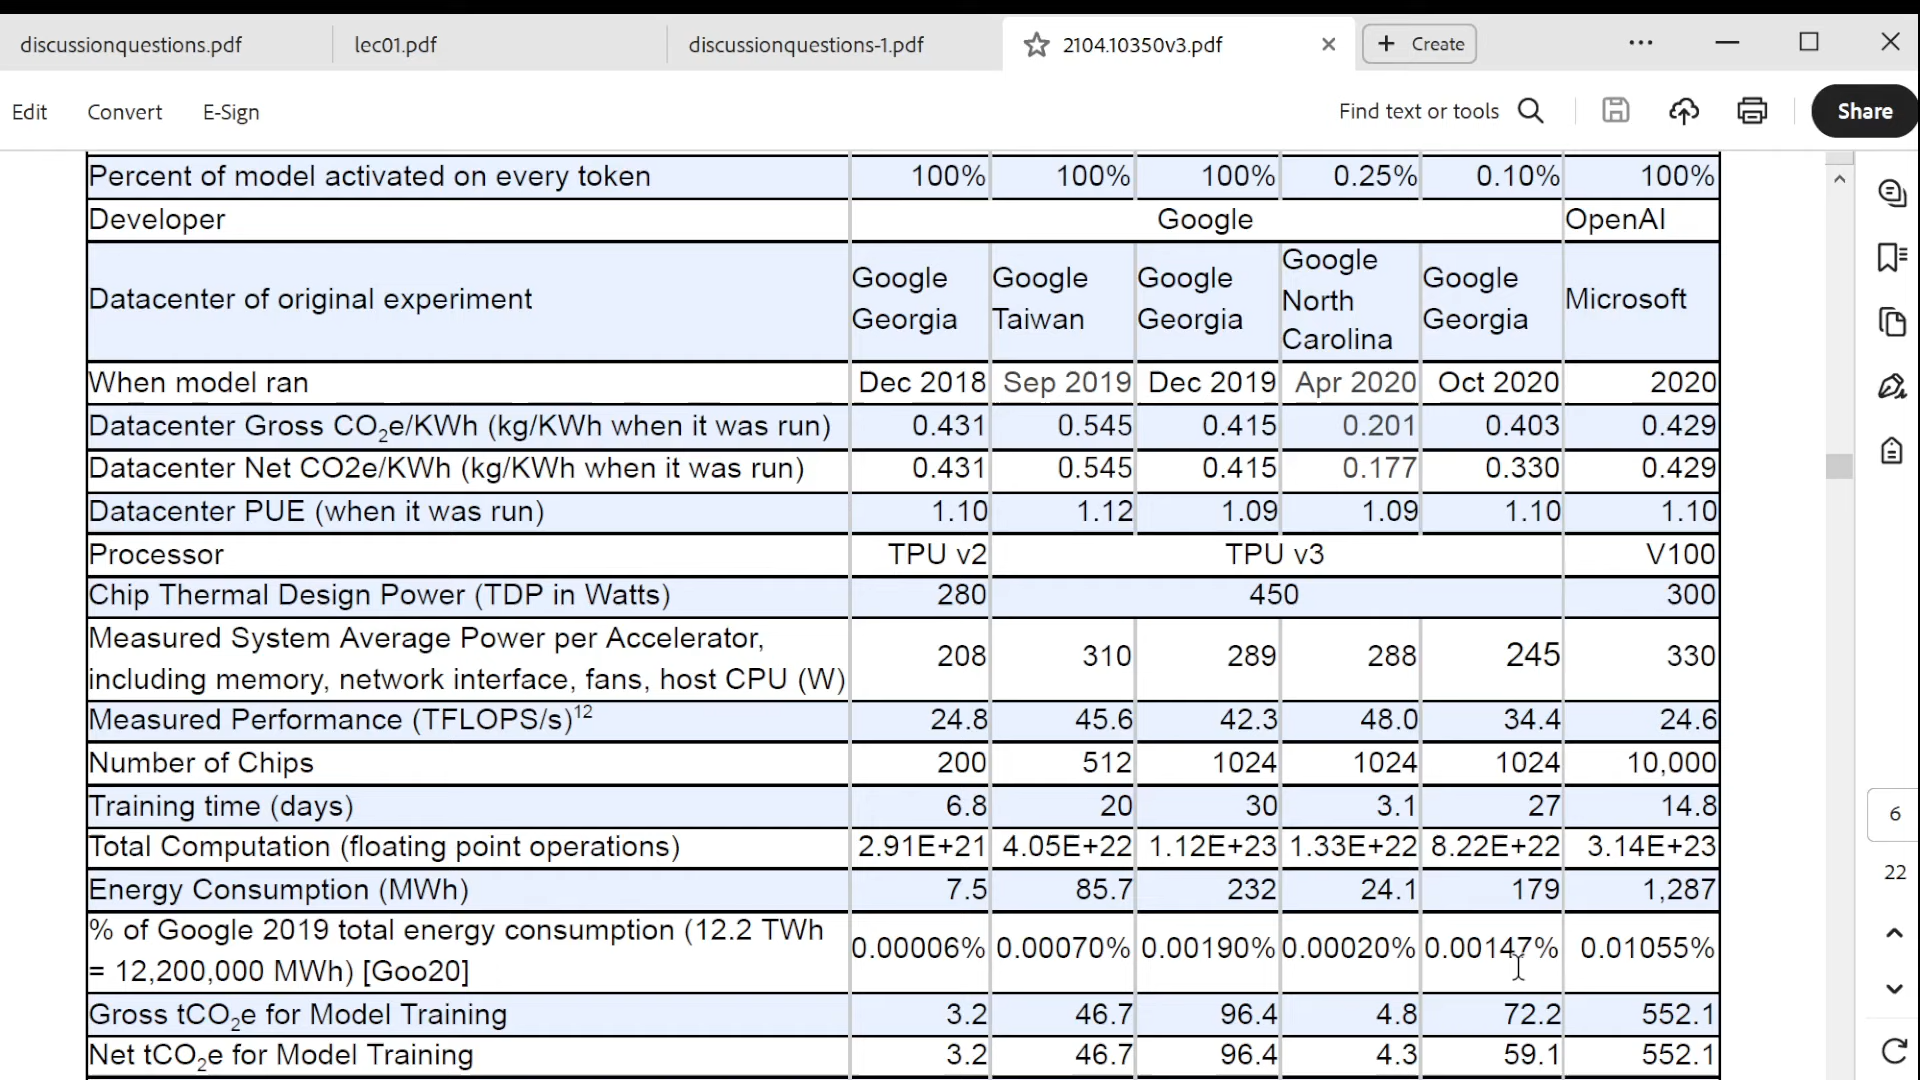 discussionquestions.pdf lec01.pdf discussionquestions-1.pdf 2104.10350v3.pdf Create
Edit Convert E-Sign Find text or tools Share
Percent of model activated on every token 100% 100% 100% 0.25% 0.10% 100%
Developer Google OpenAI
Datacenter of original experiment Google Georgia Google Taiwan Google Georgia Google North Carolina Google Georgia Microsoft
When model ran Dec 2018 Sep 2019 Dec 2019 Apr 2020 Oct 2020 2020
Datacenter Gross CO₂e/KWh (kg/KWh when it was run) 0.431 0.545 0.415 0.201 0.403 0.429
Datacenter Net CO2e/KWh (kg/KWh when it was run) 0.431 0.545 0.415 0.177 0.330 0.429
Datacenter PUE (when it was run) 1.10 1.12 1.09 1.09 1.10 1.10
Processor TPU v2 TPU v3 V100
Chip Thermal Design Power (TDP in Watts) 280 450 300
Measured System Average Power per Accelerator,
including memory, network interface, fans, host CPU (W) 208 310 289 288 245 330
Measured Performance (TFLOPS/s)¹² 24.8 45.6 42.3 48.0 34.4 24.6
Number of Chips 200 512 1024 1024 1024 10,000
Training time (days) 6.8 20 30 3.1 27 14.8
Total Computation (floating point operations) 2.91E+21 4.05E+22 1.12E+23 1.33E+22 8.22E+22 3.14E+23
Energy Consumption (MWh) 7.5 85.7 232 24.1 179 1,287
% of Google 2019 total energy consumption (12.2 TWh
= 12,200,000 MWh) [Goo20] 0.00006% 0.00070% 0.00190% 0.00020% 0.00147% 0.01055%
Gross tCO₂e for Model Training 3.2 46.7 96.4 4.8 72.2 552.1
Net tCO₂e for Model Training 3.2 46.7 96.4 4.3 59.1 552.1
6
22